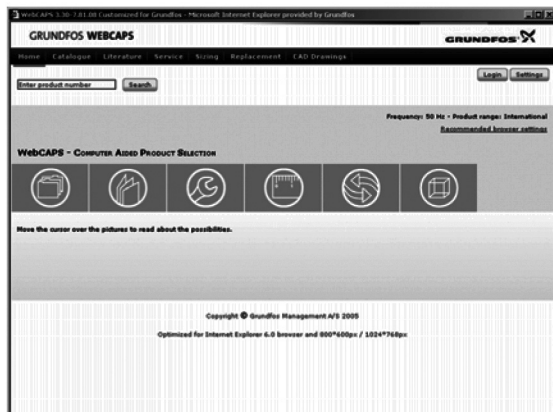 WebCAPS 3.30-7.01.08 Customized for Grundfos - Microsoft Internet Explorer provided by Grundfos
GRUNDFOS WEBCAPS
GRUNDFOS
Home Catalogue Literature Service Sizing Replacement CAD Drawings
Enter product number Search
Login Settings
Frequency: 50 Hz - Product range: International
Recommended browser settings
WebCAPS - Computer Aided Product Selection
Move the cursor over the pictures to read about the possibilities.
Copyright © Grundfos Management A/S 2005
Optimized for Internet Explorer 6.0 browser and 800*600px / 1024*768px